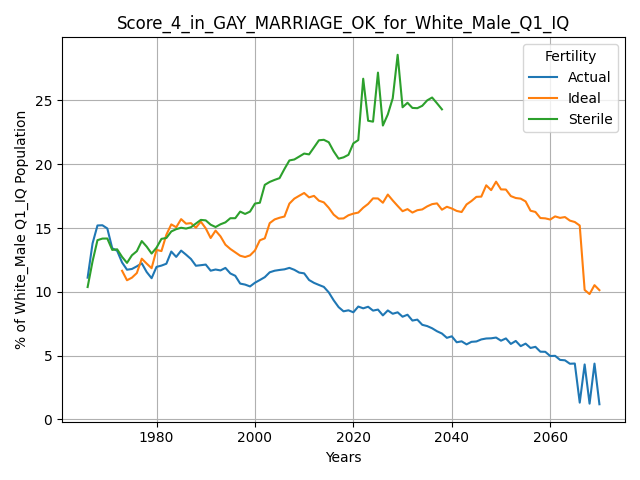 Score_4_in_GAY_MARRIAGE_OK_for_White_Male_Q1_IQ
Fertility
Actual
Ideal
Sterile
% of White_Male Q1_IQ Population
25
20
15
10
5
0
1980
2000
2020
2040
2060
Years